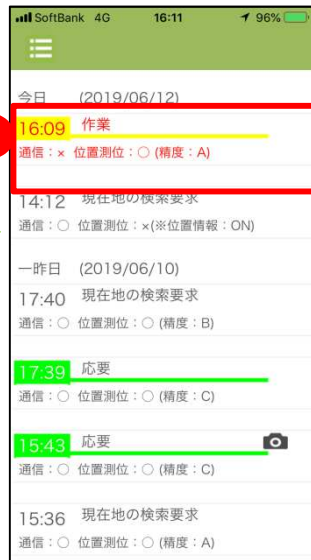 SoftBank 4G 16:11 96%
今日 (2019/06/12)
16:09 作業
通信：× 位置測位：○ (精度：A)
14:12 現在地の検索要求
通信：○ 位置測位：×(※位置情報：ON)
一昨日 (2019/06/10)
17:40 現在地の検索要求
通信：○ 位置測位：○ (精度：B)
17:39 応要
通信：○ 位置測位：○ (精度：C)
15:43 応要
通信：○ 位置測位：○ (精度：C)
15:36 現在地の検索要求
通信：○ 位置測位：○ (精度：A)